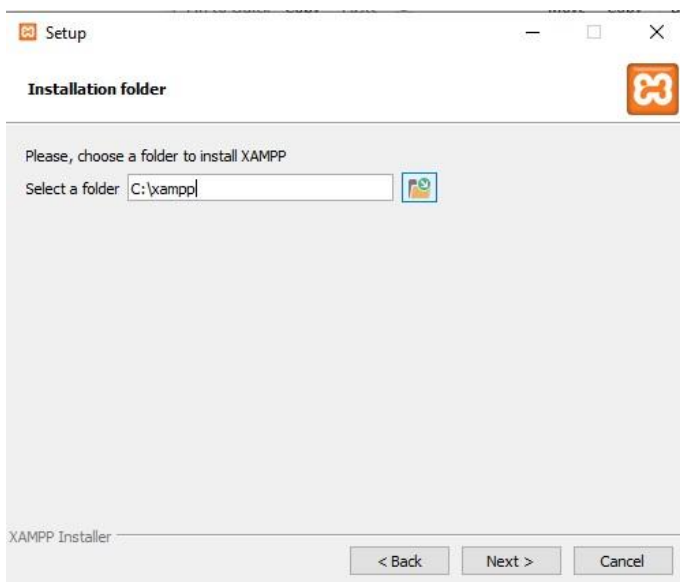 Setup
Installation folder
Please, choose a folder to install XAMPP
Select a folder C:\xampp
XAMPP Installer
< Back Next > Cancel